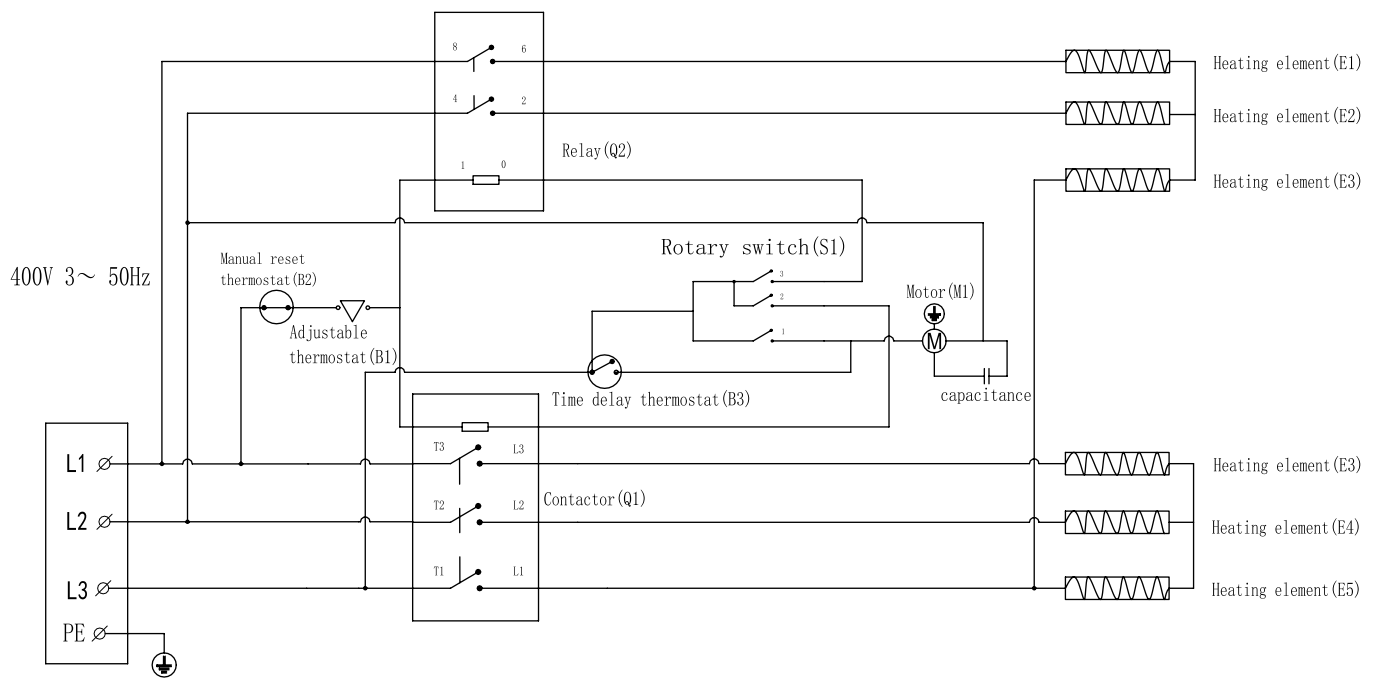 8 6
Heating element(E1)
4 2
Heating element(E2)
Relay(Q2)
1 0
Heating element(E3)
Rotary switch(S1)
400V 3~ 50Hz
Manual reset
thermostat(B2)
3
2
1
Motor(M1)
M
Adjustable
thermostat(B1)
Time delay thermostat(B3)
capacitance
L1
T3 L3
Heating element(E3)
Contactor(Q1)
L2
T2 L2
Heating element(E4)
L3
T1 L1
Heating element(E5)
PE